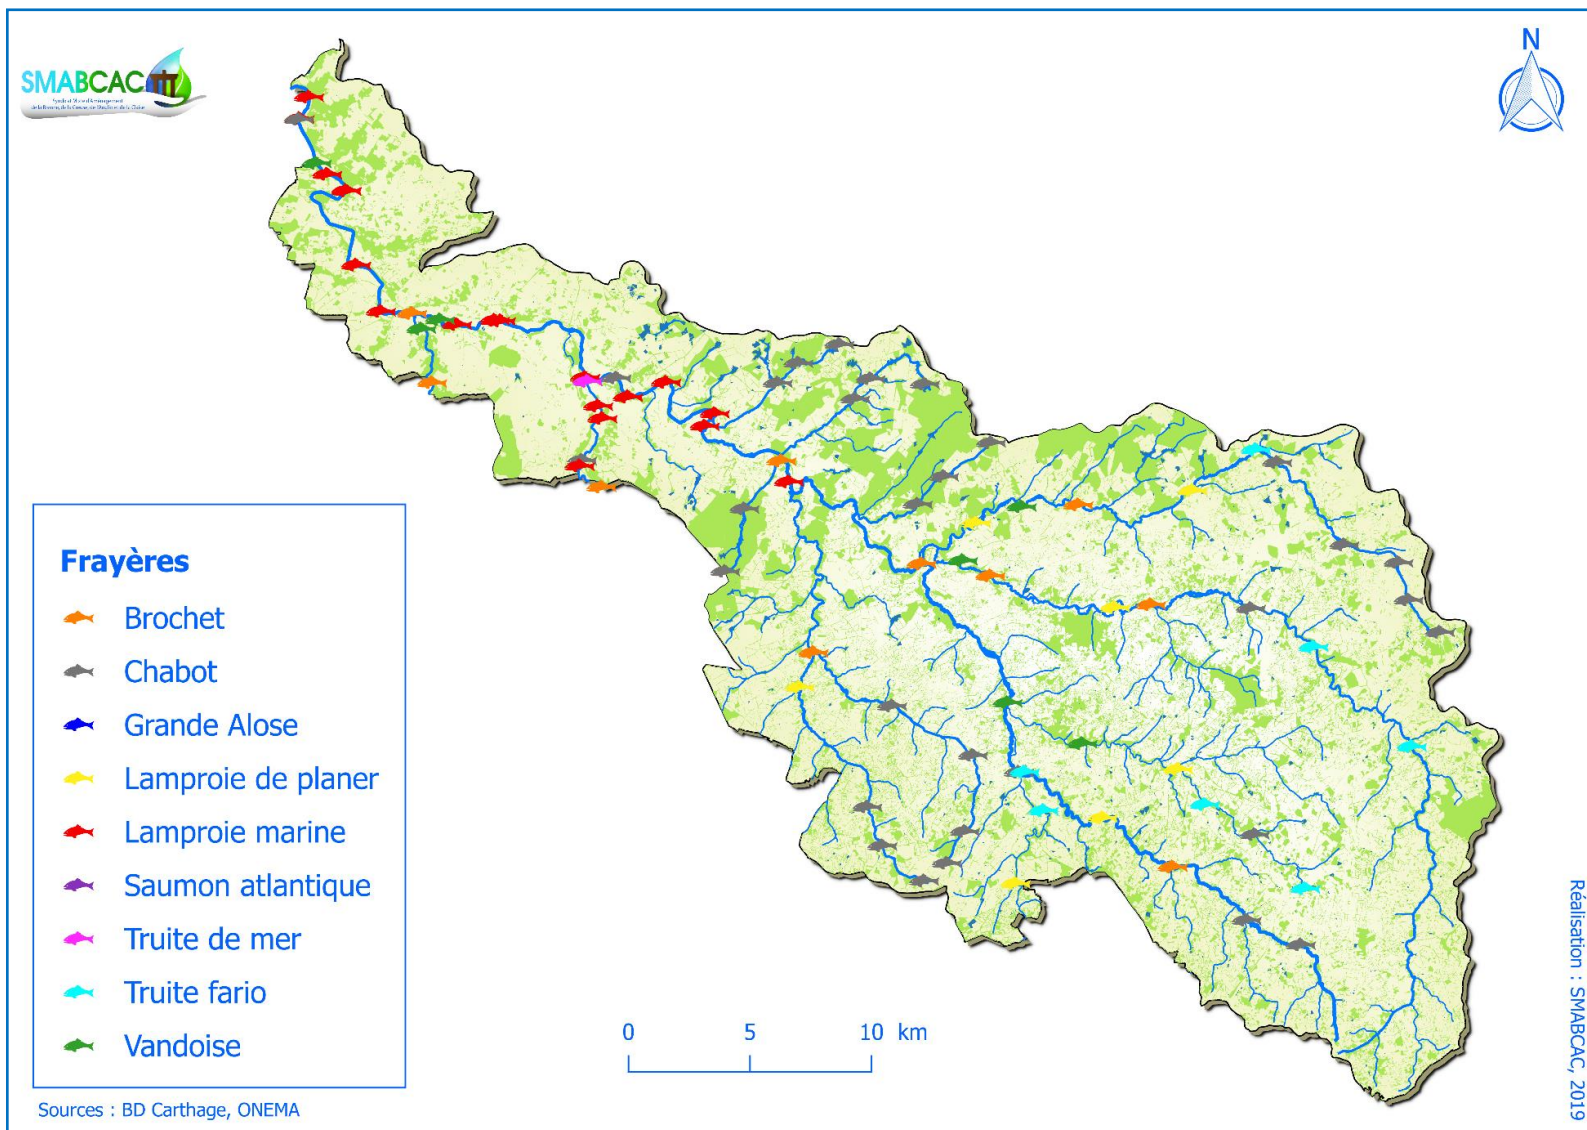 SMABCAC
N
Frayères
Brochet
Chabot
Grande Alose
Lamproie de planer
Lamproie marine
Saumon atlantique
Truite de mer
Truite fario
Vandoise
0 5 10 km
Sources : BD Carthage, ONEMA
Réalisation : SMABCAC, 2019